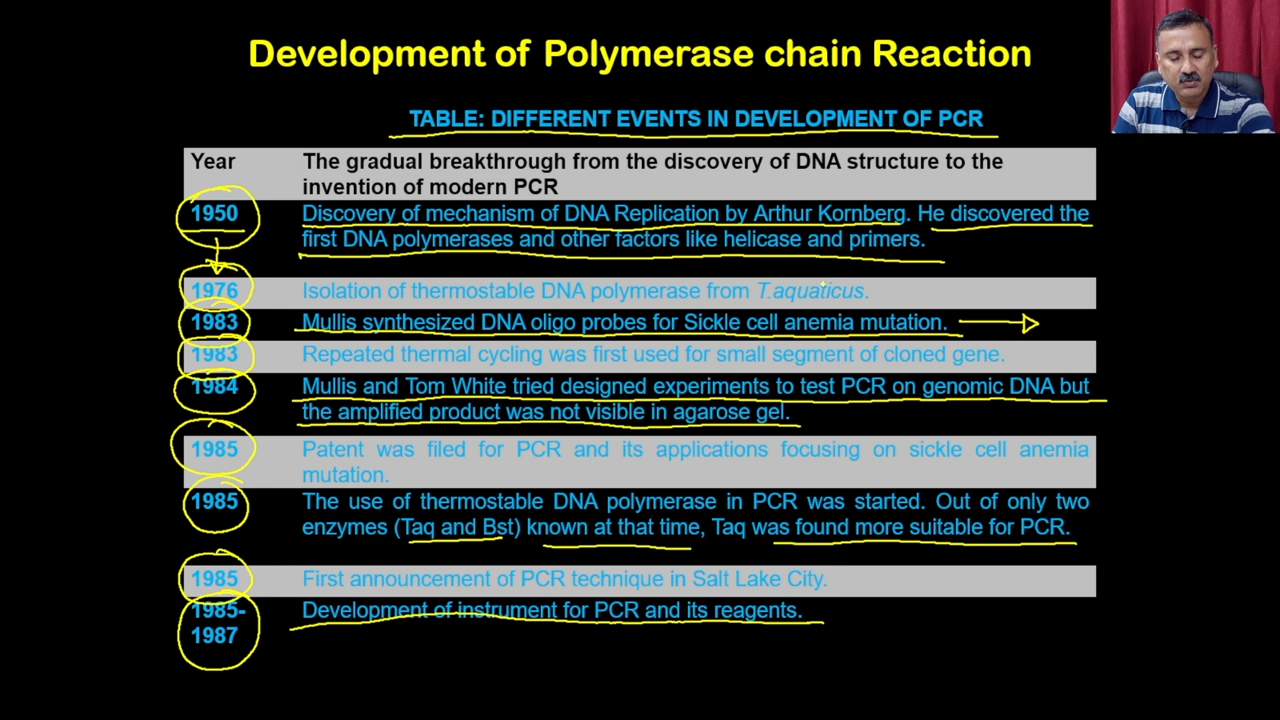 Development of Polymerase chain Reaction
TABLE: DIFFERENT EVENTS IN DEVELOPMENT OF PCR
Year The gradual breakthrough from the discovery of DNA structure to the
invention of modern PCR
1950 Discovery of mechanism of DNA Replication by Arthur Kornberg. He discovered the
first DNA polymerases and other factors like helicase and primers.
1976 Isolation of thermostable DNA polymerase from T.aquaticus.
1983 Mullis synthesized DNA oligo probes for Sickle cell anemia mutation.
1983 Repeated thermal cycling was first used for small segment of cloned gene.
1984 Mullis and Tom White tried designed experiments to test PCR on genomic DNA but
the amplified product was not visible in agarose gel.
1985 Patent was filed for PCR and its applications focusing on sickle cell anemia
mutation.
1985 The use of thermostable DNA polymerase in PCR was started. Out of only two
enzymes (Taq and Bst) known at that time, Taq was found more suitable for PCR.
1985 First announcement of PCR technique in Salt Lake City.
1985- Development of instrument for PCR and its reagents.
1987